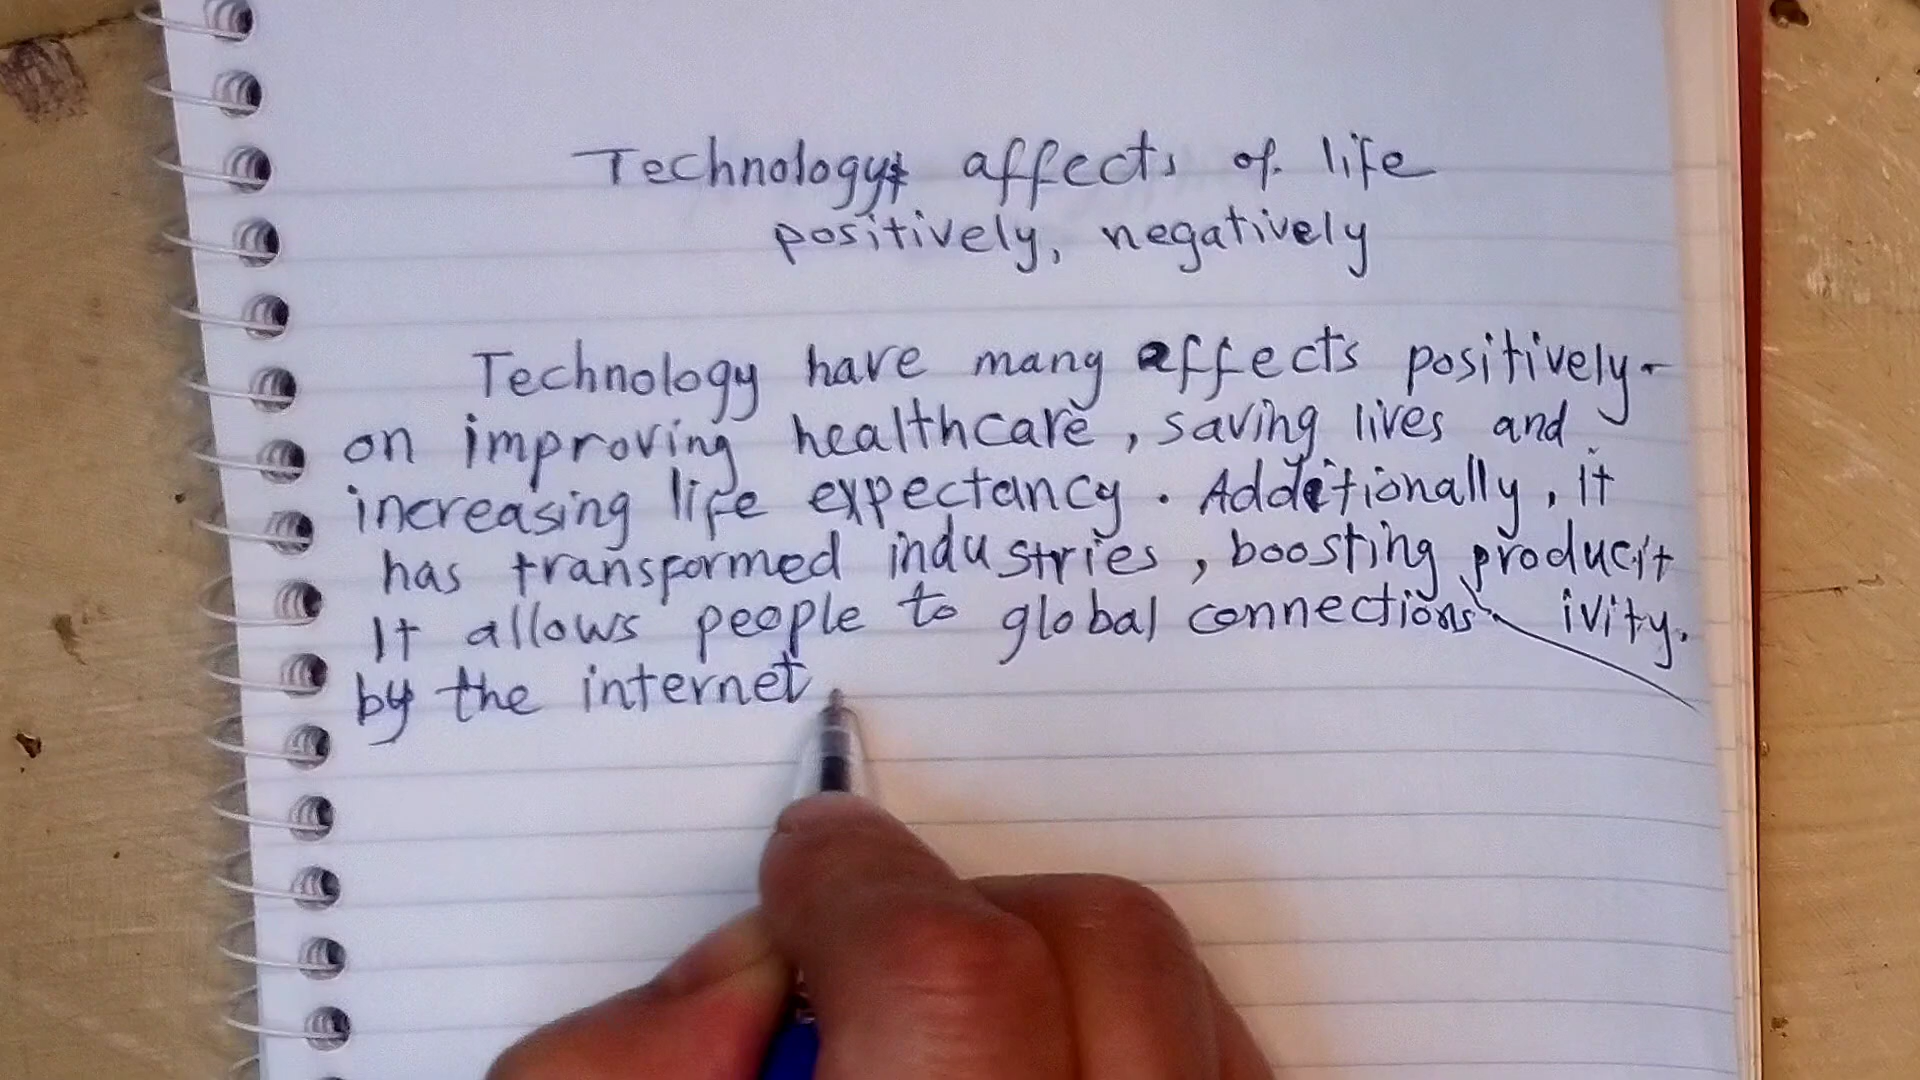 Technology affects of life
positively, negatively
Technology have many affects positively
on improving healthcare, saving lives and
increasing life expectancy. Additionally, it
has transformed industries, boosting producit
ivity.
It allows people to global connections
by the internet